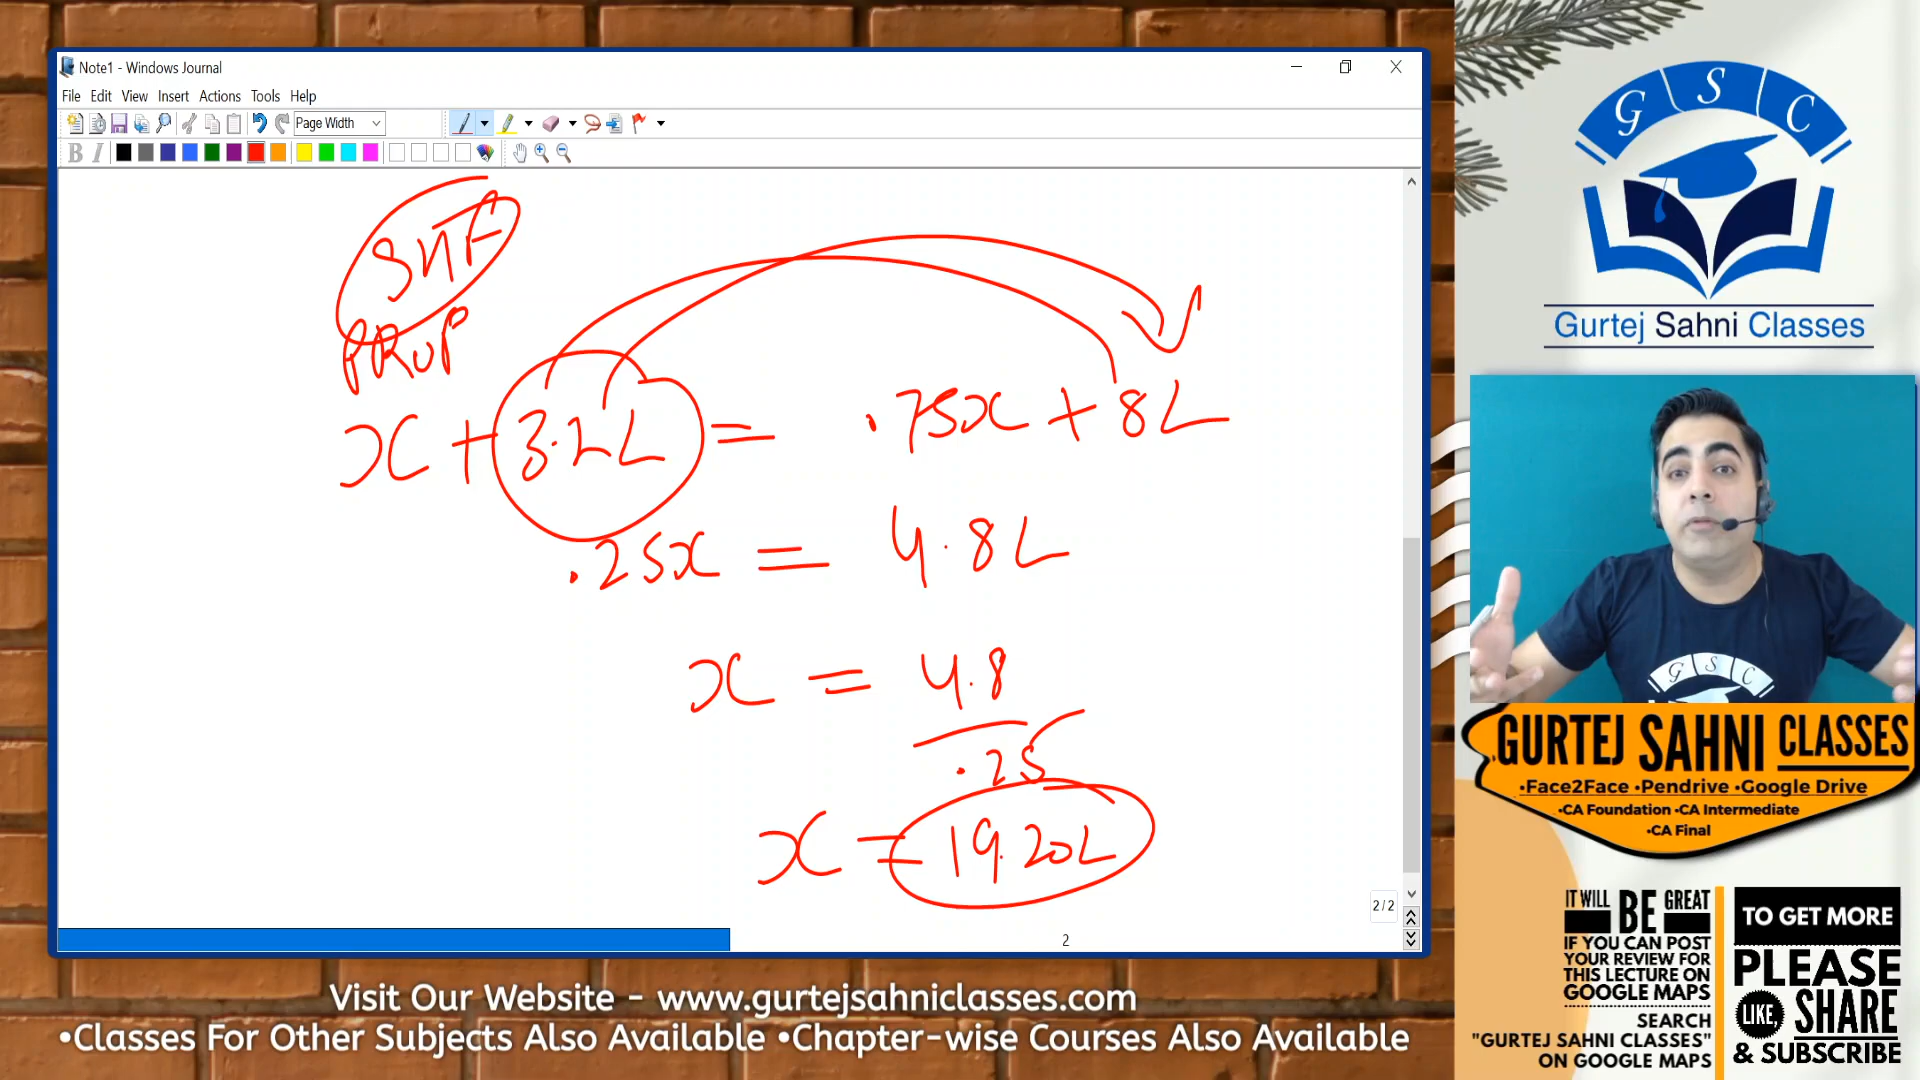 Note1 - Windows Journal
File Edit View Insert Actions Tools Help
Page Width
B I
PROP
x + 3.2L = .75x + 8L
.25x = 4.8L
x = 4.8
.25
x = 19.20L
2/2
2
G S C
Gurtej Sahni Classes
G S C
GURTEJ SAHNI CLASSES
•Face2Face •Pendrive •Google Drive
•CA Foundation •CA Intermediate
•CA Final
IT WILL BE GREAT
IF YOU CAN POST
YOUR REVIEW FOR
THIS LECTURE ON
GOOGLE MAPS
SEARCH
"GURTEJ SAHNI CLASSES"
ON GOOGLE MAPS
TO GET MORE
PLEASE
LIKE, SHARE
& SUBSCRIBE
Visit Our Website - www.gurtejsahniclasses.com
•Classes For Other Subjects Also Available •Chapter-wise Courses Also Available